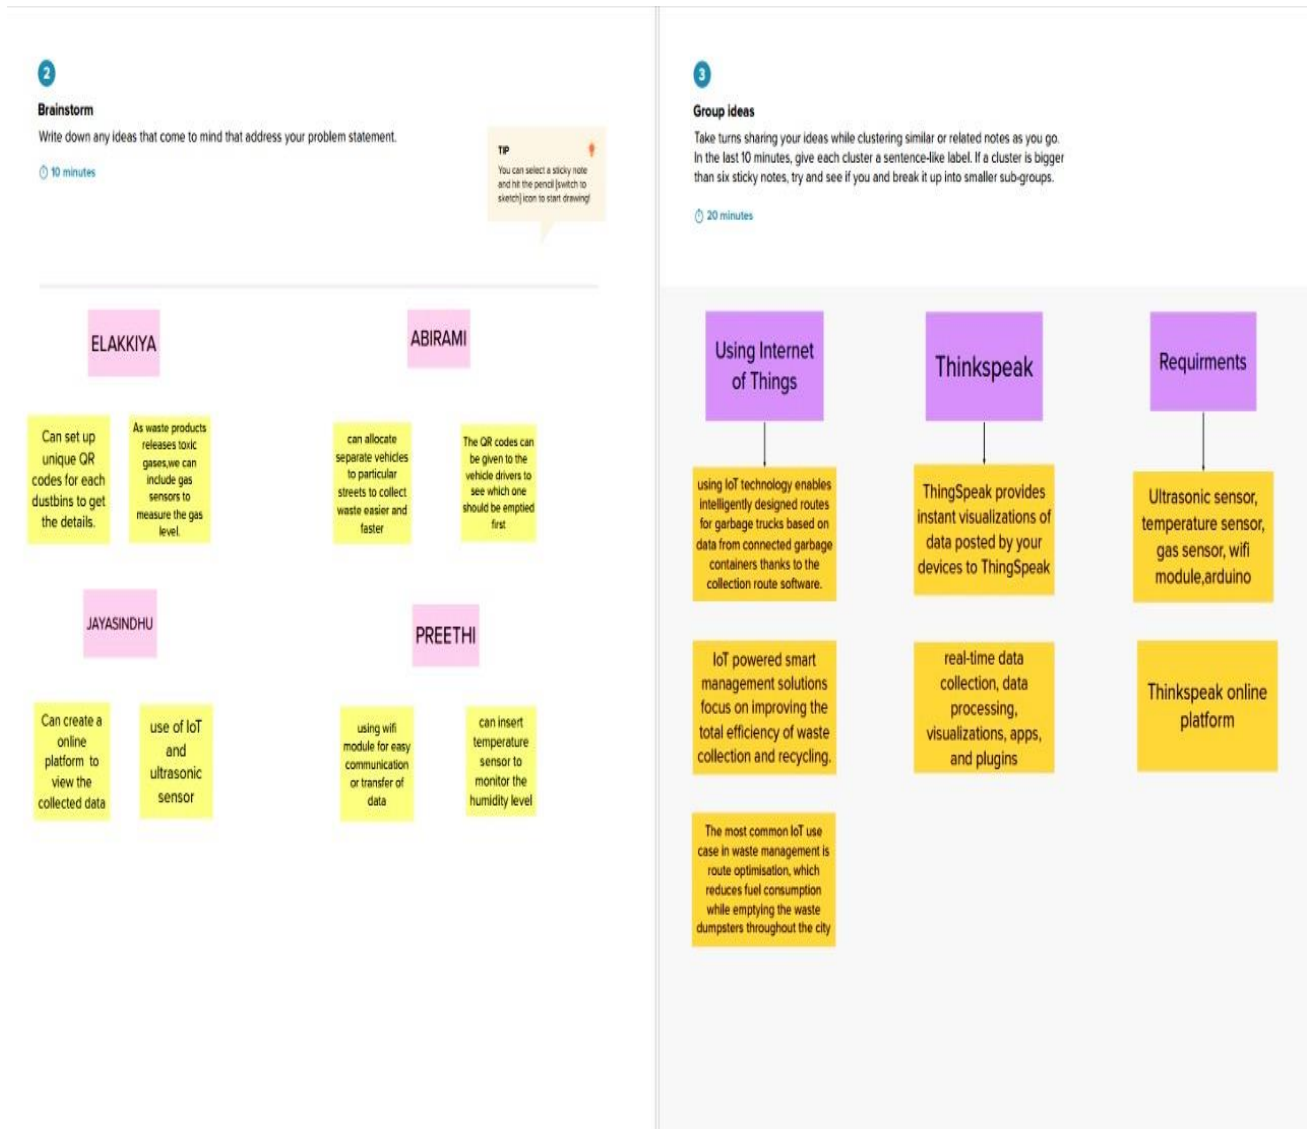 2
Brainstorm
Write down any ideas that come to mind that address your problem statement.
10 minutes
TIP
You can select a sticky note
and hit the pencil [switch to
sketch] icon to start drawing!
ELAKKIYA
Can set up
unique QR
codes for each
dustbins to get
the details.
As waste products
releases toxic
gases,we can
include gas
sensors to
measure the gas
level.
ABIRAMI
can allocate
separate vehicles
to particular
streets to collect
waste easier and
faster
The QR codes can
be given to the
vehicle drivers to
see which one
should be emptied
first
JAYASINDHU
Can create a
online
platform to
view the
collected data
use of IoT
and
ultrasonic
sensor
PREETHI
using wifi
module for easy
communication
or transfer of
data
can insert
temperature
sensor to
monitor the
humidity level
3
Group ideas
Take turns sharing your ideas while clustering similar or related notes as you go.
In the last 10 minutes, give each cluster a sentence-like label. If a cluster is bigger
than six sticky notes, try and see if you and break it up into smaller sub-groups.
20 minutes
Using Internet
of Things
using IoT technology enables
intelligently designed routes
for garbage trucks based on
data from connected garbage
containers thanks to the
collection route software.
IoT powered smart
management solutions
focus on improving the
total efficiency of waste
collection and recycling.
The most common IoT use
case in waste management is
route optimisation, which
reduces fuel consumption
while emptying the waste
dumpsters throughout the city
Thinkspeak
ThingSpeak provides
instant visualizations of
data posted by your
devices to ThingSpeak
real-time data
collection, data
processing,
visualizations, apps,
and plugins
Requirments
Ultrasonic sensor,
temperature sensor,
gas sensor, wifi
module,arduino
Thinkspeak online
platform